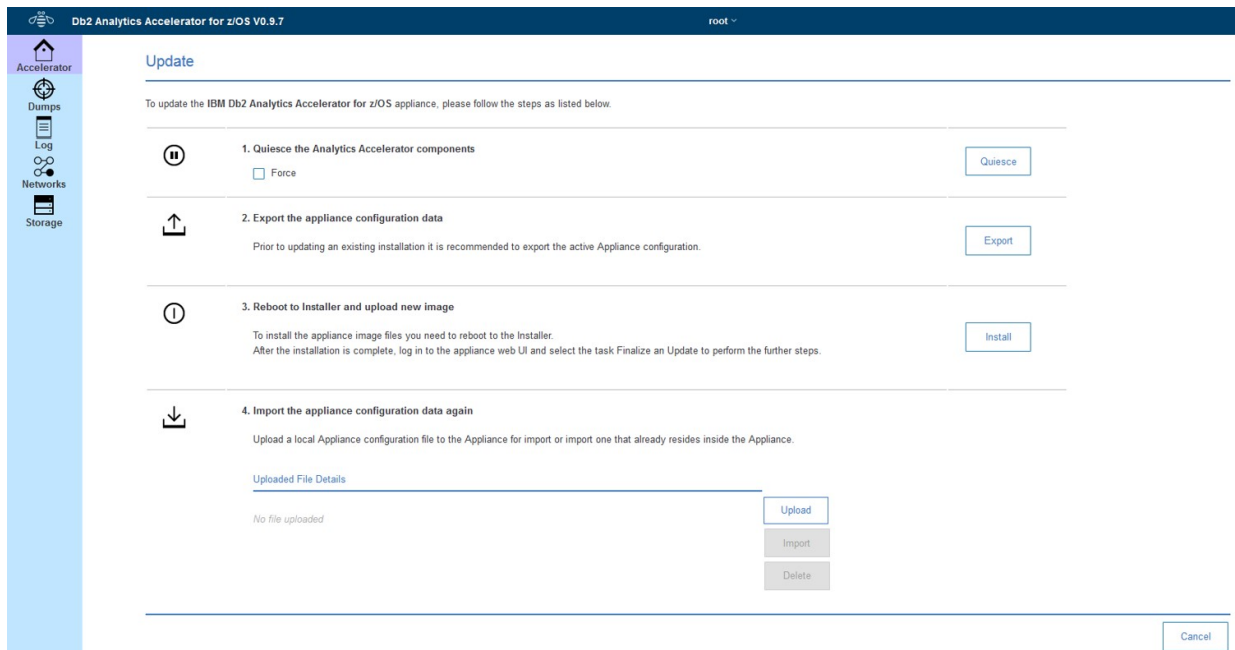 Db2 Analytics Accelerator for z/OS V0.9.7
root
Accelerator
Dumps
Log
Networks
Storage
Update
To update the IBM Db2 Analytics Accelerator for z/OS appliance, please follow the steps as listed below.
1. Quiesce the Analytics Accelerator components
Force
Quiesce
2. Export the appliance configuration data
Prior to updating an existing installation it is recommended to export the active Appliance configuration.
Export
3. Reboot to Installer and upload new image
To install the appliance image files you need to reboot to the Installer.
After the installation is complete, log in to the appliance web UI and select the task Finalize an Update to perform the further steps.
Install
4. Import the appliance configuration data again
Upload a local Appliance configuration file to the Appliance for import or import one that already resides inside the Appliance.
Uploaded File Details
No file uploaded
Upload
Import
Delete
Cancel